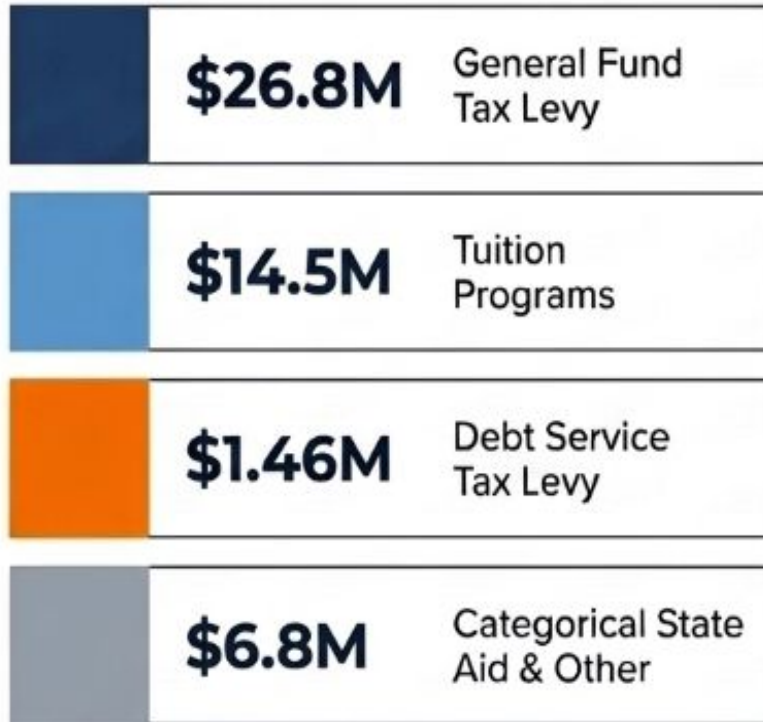 $26.8M
General Fund
Tax Levy
$14.5M
Tuition
Programs
$1.46M
Debt Service
Tax Levy
$6.8M
Categorical State
Aid & Other